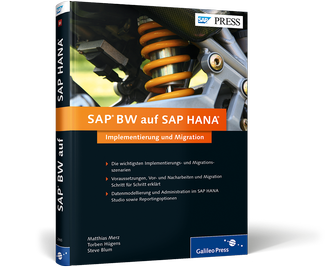 SAP PRESS
SAP® BW auf SAP HANA®
Implementierung und Migration
Die wichtigsten Implementierungs- und Migrations-
szenarien
Voraussetzungen, Vor- und Nacharbeiten und Migration
Schritt für Schritt erklärt
Datenmodellierung und Administration im SAP HANA
Studio sowie Reportingoptionen
Matthias Merz
Torben Hügens
Steve Blum
Galileo Press
SAP® BW auf SAP HANA®